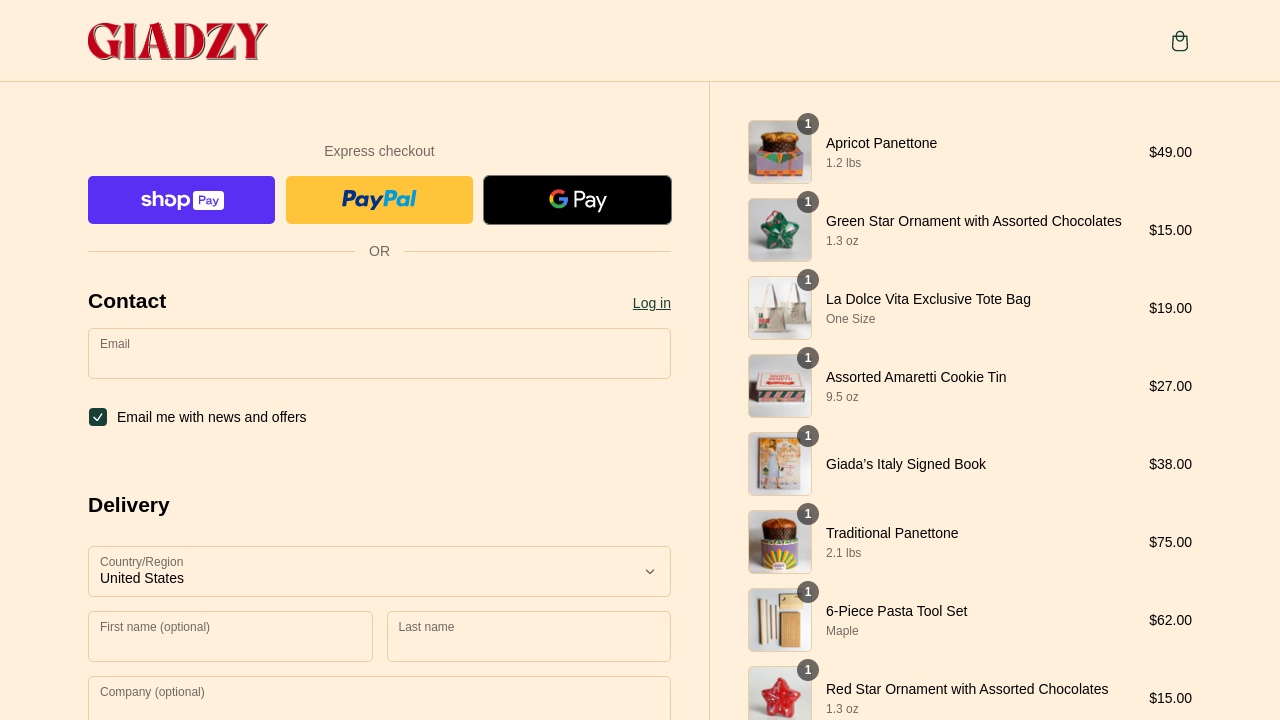 GIADZY
Express checkout
shop Pay
PayPal
G Pay
OR
Contact
Log in
Email
Email me with news and offers
Delivery
Country/Region
United States
First name (optional)
Last name
Company (optional)
1
Apricot Panettone
1.2 lbs
$49.00
1
Green Star Ornament with Assorted Chocolates
1.3 oz
$15.00
1
La Dolce Vita Exclusive Tote Bag
One Size
$19.00
1
Assorted Amaretti Cookie Tin
9.5 oz
$27.00
1
Giada’s Italy Signed Book
$38.00
1
Traditional Panettone
2.1 lbs
$75.00
1
6-Piece Pasta Tool Set
Maple
$62.00
1
Red Star Ornament with Assorted Chocolates
1.3 oz
$15.00